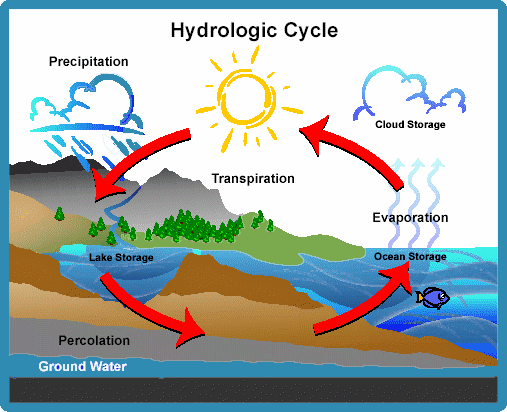 Hydrologic Cycle
Precipitation
Cloud Storage
Transpiration
Evaporation
Lake Storage
Ocean Storage
Percolation
Ground Water